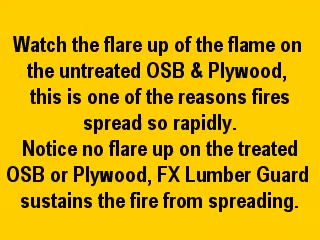 Watch the flare up of the flame on
the untreated OSB & Plywood,
this is one of the reasons fires
spread so rapidly.
Notice no flare up on the treated
OSB or Plywood, FX Lumber Guard
sustains the fire from spreading.